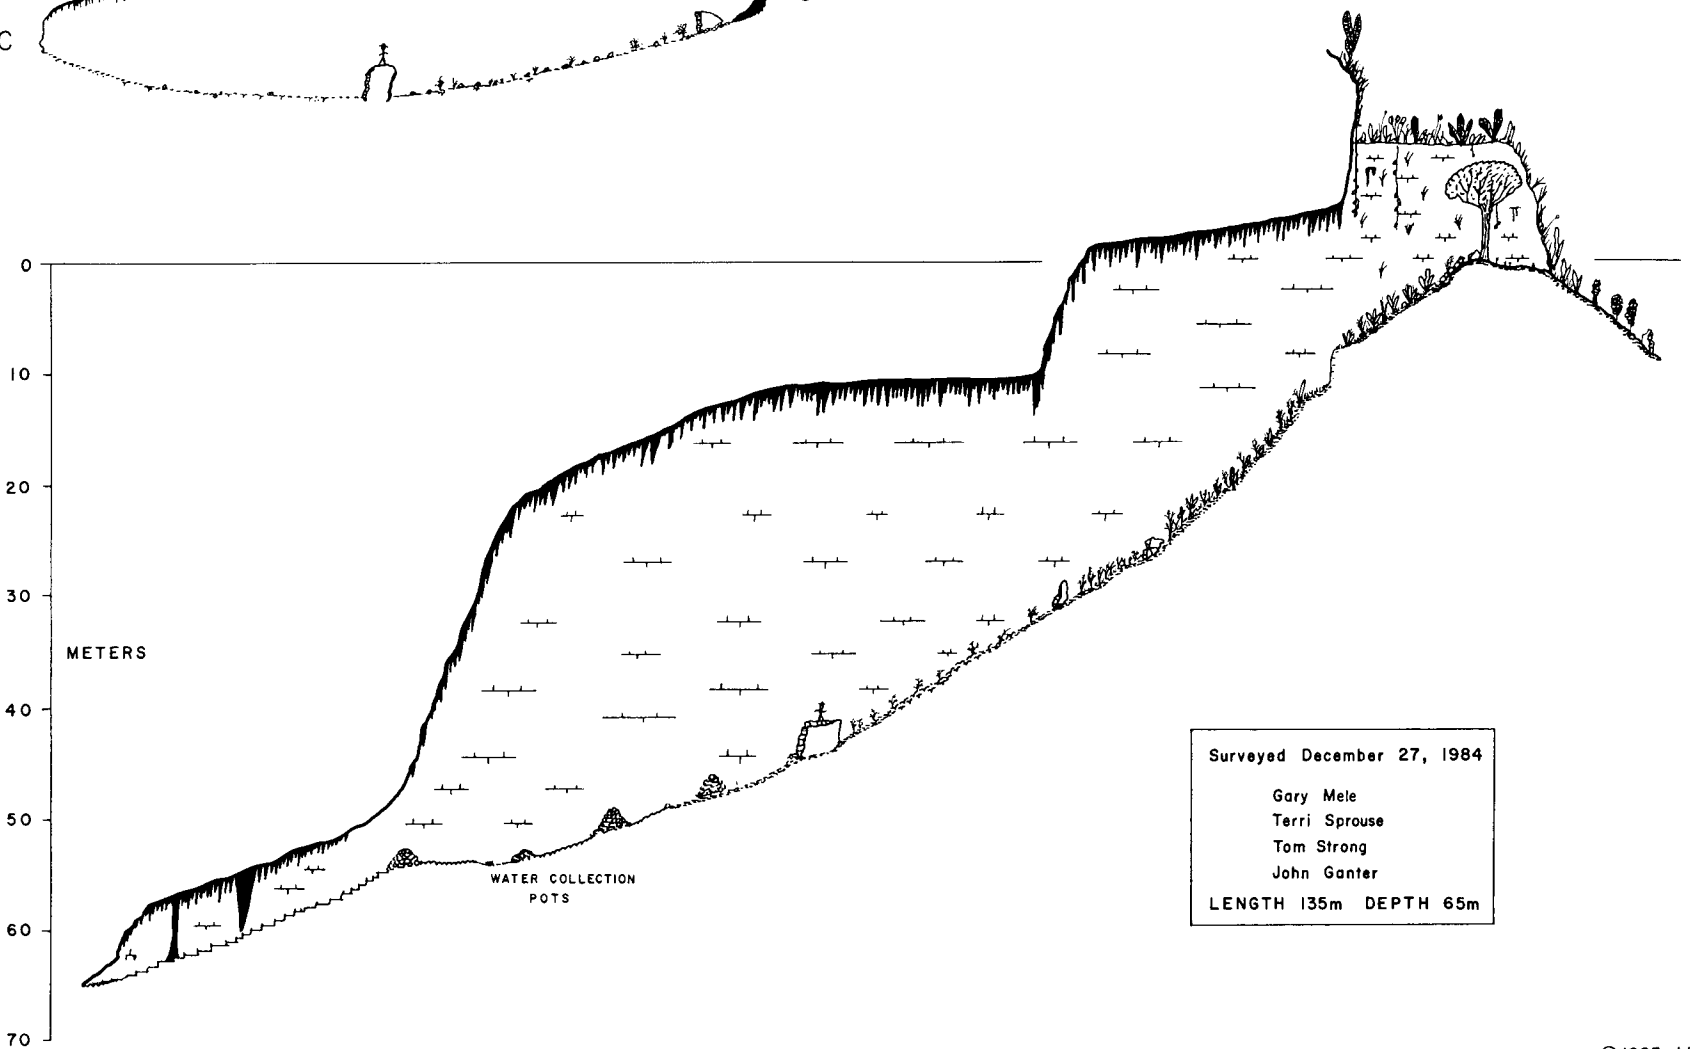 C
0
10
20
30
METERS
40
50
60
70
WATER COLLECTION
POTS
Surveyed December 27, 1984
Gary Mele
Terri Sprouse
Tom Strong
John Ganter
LENGTH 135m DEPTH 65m